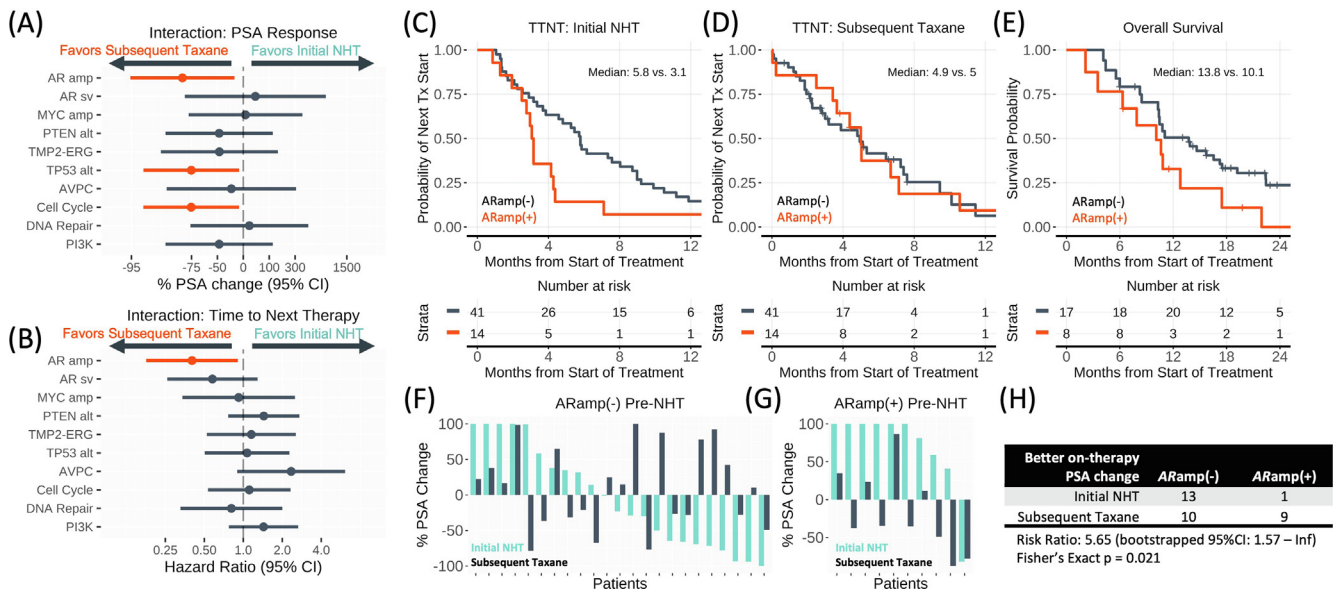 (A)
Interaction: PSA Response
Favors Subsequent Taxane
Favors Initial NHT
AR amp
AR sv
MYC amp
PTEN alt
TMP2-ERG
TP53 alt
AVPC
Cell Cycle
DNA Repair
PI3K
-95 -75 -50 0 100 300 1500
% PSA change (95% CI)
(B)
Interaction: Time to Next Therapy
Favors Subsequent Taxane
Favors Initial NHT
AR amp
AR sv
MYC amp
PTEN alt
TMP2-ERG
TP53 alt
AVPC
Cell Cycle
DNA Repair
PI3K
0.25 0.50 1.0 2.0 4.0
Hazard Ratio (95% CI)
(C)
TTNT: Initial NHT
Probability of Next Tx Start
1.00
0.75
0.50
0.25
0.00
Median: 5.8 vs. 3.1
ARamp(-)
ARamp(+)
0 4 8 12
Months from Start of Treatment
Number at risk
Strata
41 26 15 6
14 5 1 1
0 4 8 12
Months from Start of Treatment
(D)
TTNT: Subsequent Taxane
Probability of Next Tx Start
1.00
0.75
0.50
0.25
0.00
Median: 4.9 vs. 5
ARamp(-)
ARamp(+)
0 4 8 12
Months from Start of Treatment
Number at risk
Strata
41 17 4 1
14 8 2 1
0 4 8 12
Months from Start of Treatment
(E)
Overall Survival
Survival Probability
1.00
0.75
0.50
0.25
0.00
Median: 13.8 vs. 10.1
ARamp(-)
ARamp(+)
0 6 12 18 24
Months from Start of Treatment
Number at risk
Strata
17 18 20 12 5
8 8 3 2 1
0 6 12 18 24
Months from Start of Treatment
(F)
ARamp(-) Pre-NHT
% PSA Change
100
50
0
-50
-100
Initial NHT
Subsequent Taxane
Patients
(G)
ARamp(+) Pre-NHT
% PSA Change
100
50
0
-50
Initial NHT
Subsequent Taxane
Patients
(H)
Better on-therapy
PSA change ARamp(-) ARamp(+)
Initial NHT 13 1
Subsequent Taxane 10 9
Risk Ratio: 5.65 (bootstrapped 95%CI: 1.57 – Inf)
Fisher's Exact p = 0.021